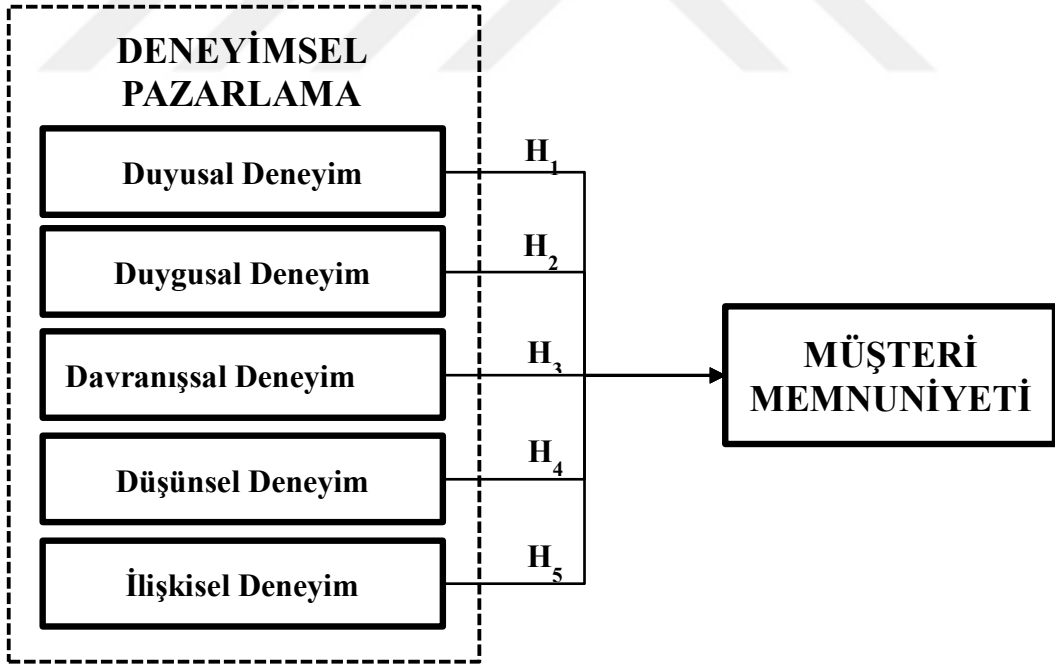 DENEYİMSEL
PAZARLAMA
Duyusal Deneyim
H₁
Duygusal Deneyim
H₂
Davranışsal Deneyim
H₃
Düşünsel Deneyim
H₄
İlişkisel Deneyim
H₅
MÜŞTERİ
MEMNUNİYETİ